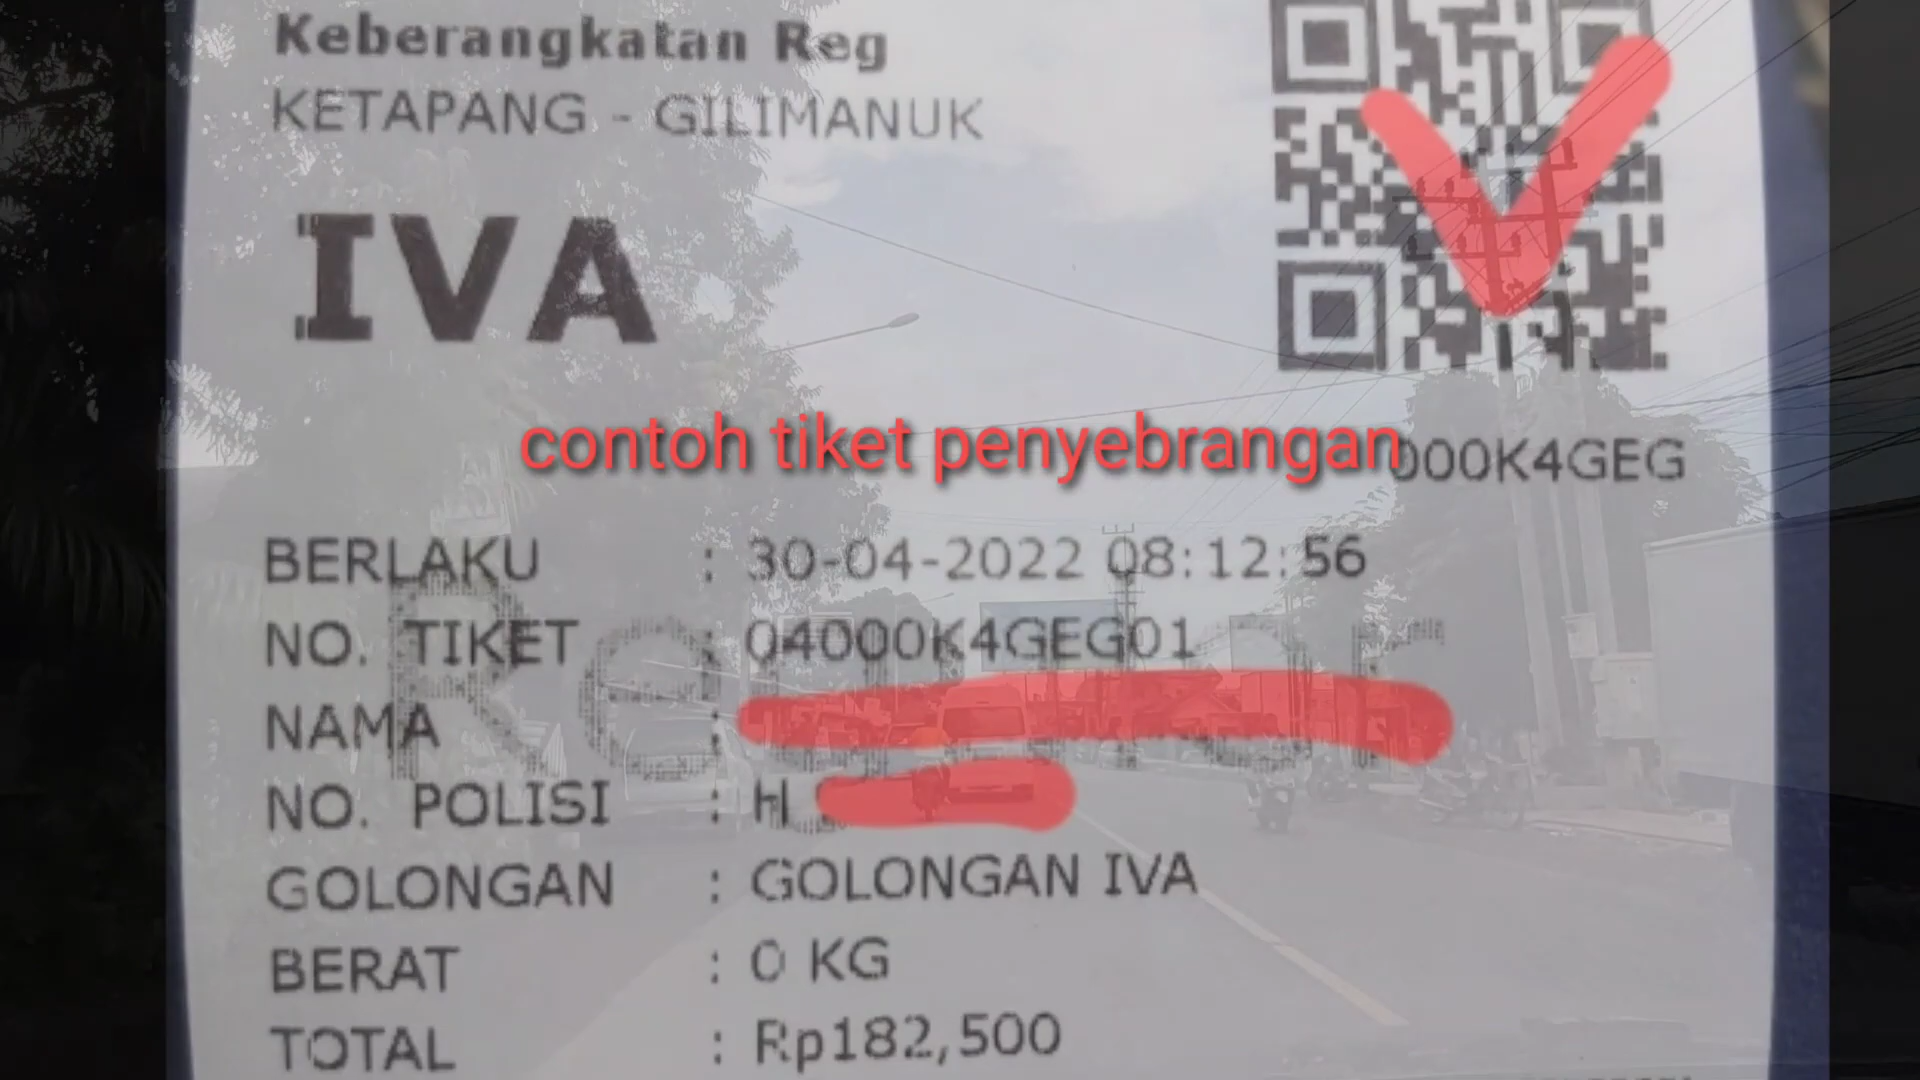 Keberangkatan Reg
KETAPANG - GILIMANUK
IVA
contoh tiket penyebrangan
000K4GEG
BERLAKU : 30-04-2022 08:12:56
NO. TIKET : 04000K4GEG01
Reguler
NAMA :
NO. POLISI : H
GOLONGAN : GOLONGAN IVA
BERAT : 0 KG
TOTAL : Rp182,500